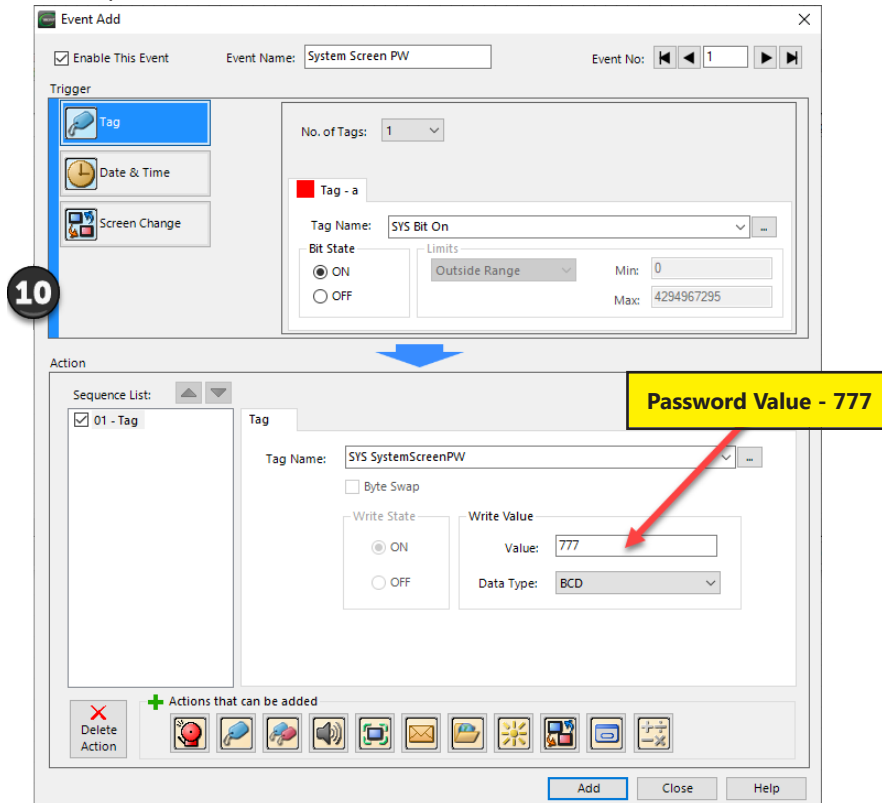 Event Add
Enable This Event Event Name: System Screen PW Event No: 1
Trigger
Tag
No. of Tags: 1
Date & Time
Tag - a
Screen Change
Tag Name: SYS Bit On ...
Bit State Limits
ON Outside Range Min: 0
10
OFF Max: 4294967295
Action
Sequence List:
Password Value - 777
01 - Tag Tag
Tag Name: SYS SystemScreenPW ...
Byte Swap
Write State Write Value
ON Value: 777
OFF Data Type: BCD
Actions that can be added
Delete
Action
Add Close Help